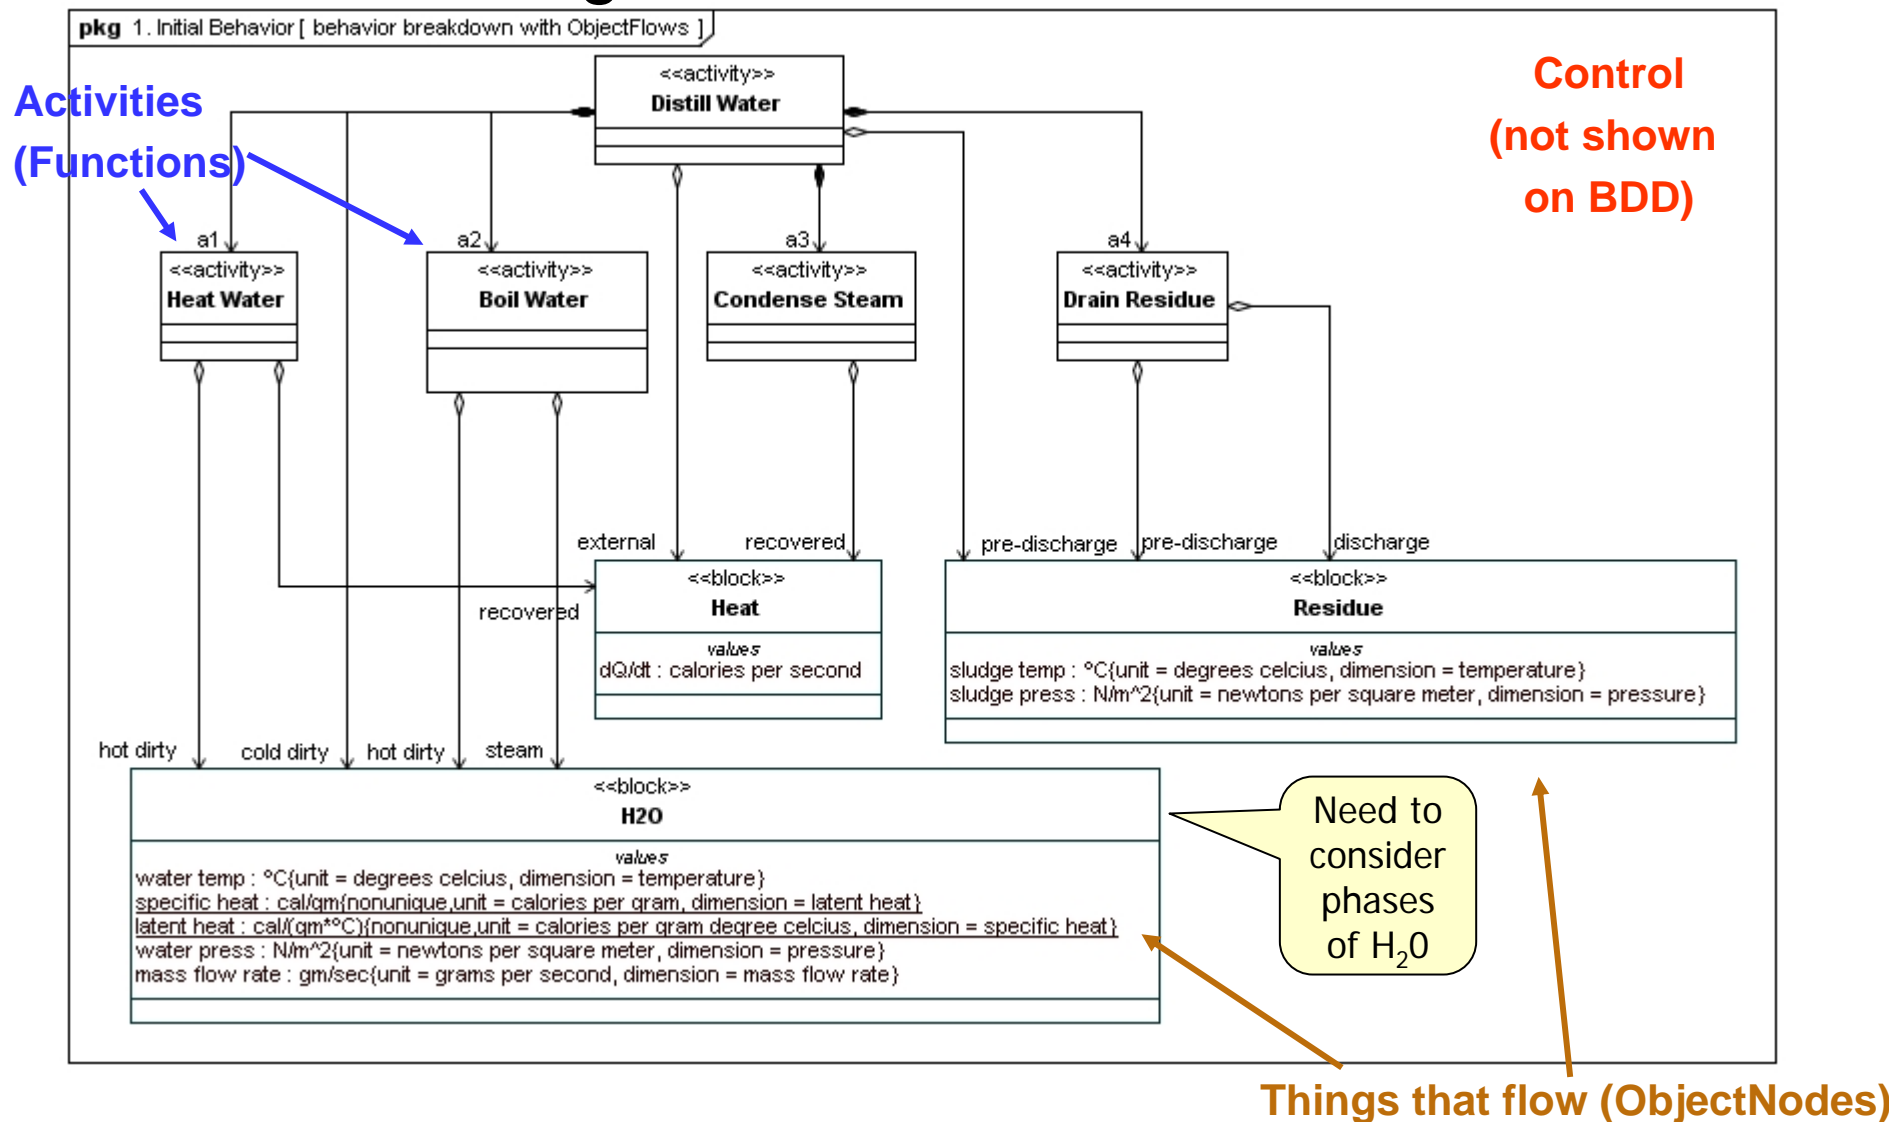 pkg 1. Initial Behavior [ behavior breakdown with ObjectFlows ]
Activities
(Functions)
<<activity>>
Distill Water
Control
(not shown
on BDD)
a1
<<activity>>
Heat Water
a2
<<activity>>
Boil Water
a3
<<activity>>
Condense Steam
a4
<<activity>>
Drain Residue
external
recovered
pre-discharge
pre-discharge
discharge
recovered
<<block>>
Heat
values
dQ/dt : calories per second
<<block>>
Residue
values
sludge temp : °C{unit = degrees celcius, dimension = temperature}
sludge press : N/m^2{unit = newtons per square meter, dimension = pressure}
hot dirty
cold dirty
hot dirty
steam
<<block>>
H2O
values
water temp : °C{unit = degrees celcius, dimension = temperature}
specific heat : cal/gm{nonunique,unit = calories per gram, dimension = latent heat}
latent heat : cal/(gm*°C){nonunique,unit = calories per gram degree celcius, dimension = specific heat}
water press : N/m^2{unit = newtons per square meter, dimension = pressure}
mass flow rate : gm/sec{unit = grams per second, dimension = mass flow rate}
Need to
consider
phases
of H₂0
Things that flow (ObjectNodes)